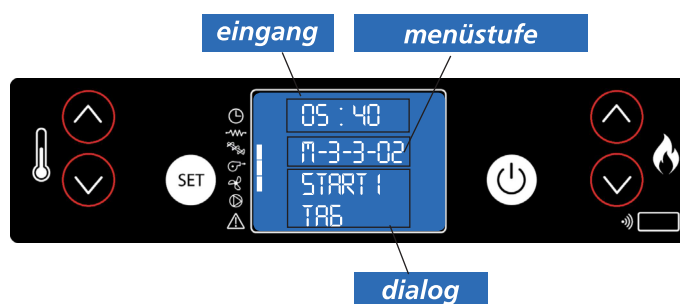 eingang
menüstufe
05 : 40
M-3-3-02
SET
START 1
TAG
dialog